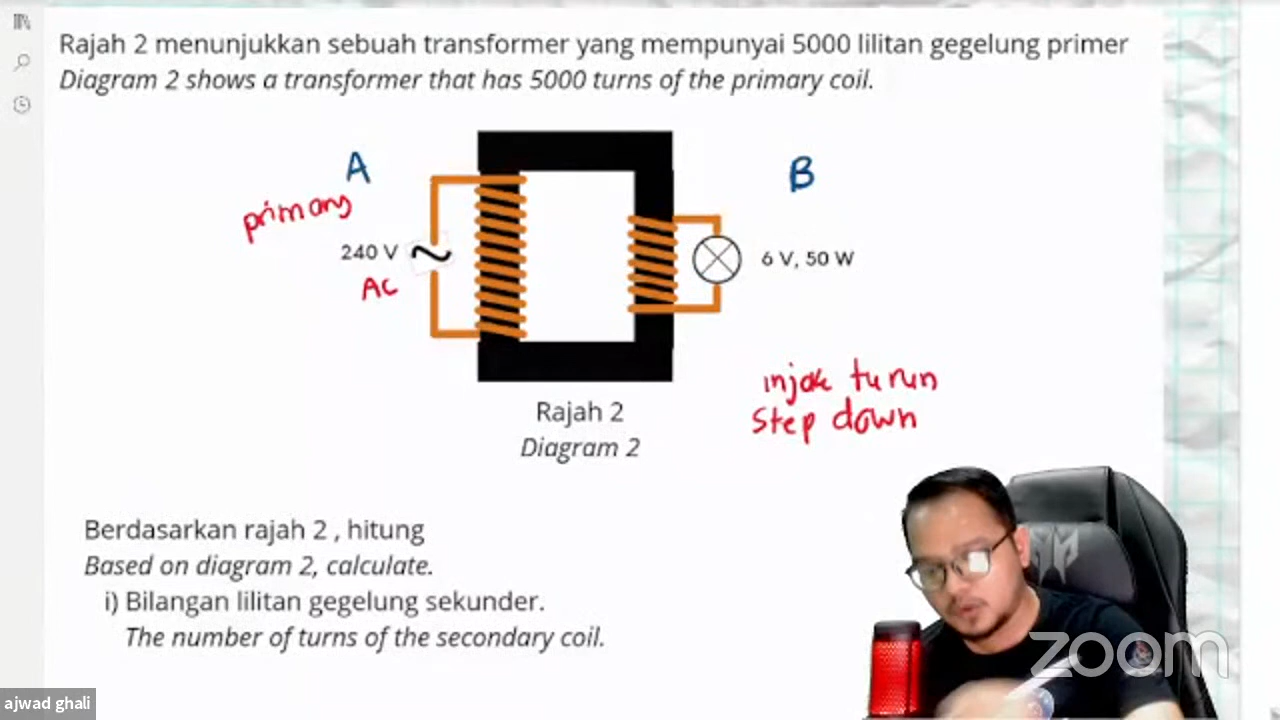 Rajah 2 menunjukkan sebuah transformer yang mempunyai 5000 lilitan gegelung primer
Diagram 2 shows a transformer that has 5000 turns of the primary coil.
A
B
primary
240 V
6 V, 50 W
AC
injak turun
Step down
Rajah 2
Diagram 2
Berdasarkan rajah 2 , hitung
Based on diagram 2, calculate.
i) Bilangan lilitan gegelung sekunder.
The number of turns of the secondary coil.
zoom
ajwad ghali